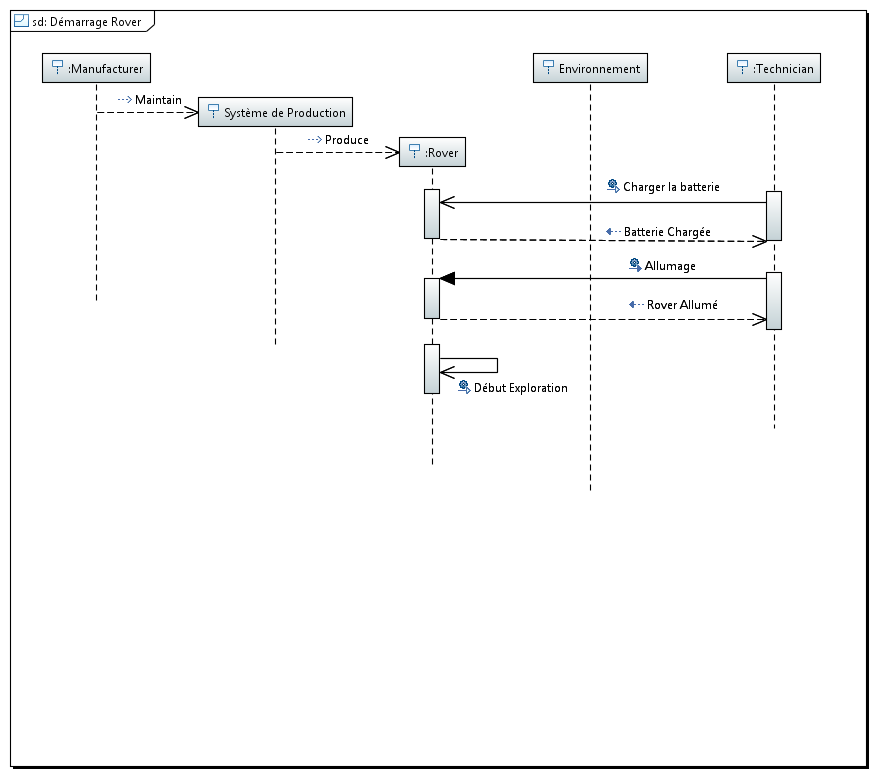 sd: Démarrage Rover
:Manufacturer
Environnement
:Technician
Maintain
Système de Production
Produce
:Rover
Charger la batterie
Batterie Chargée
Allumage
Rover Allumé
Début Exploration